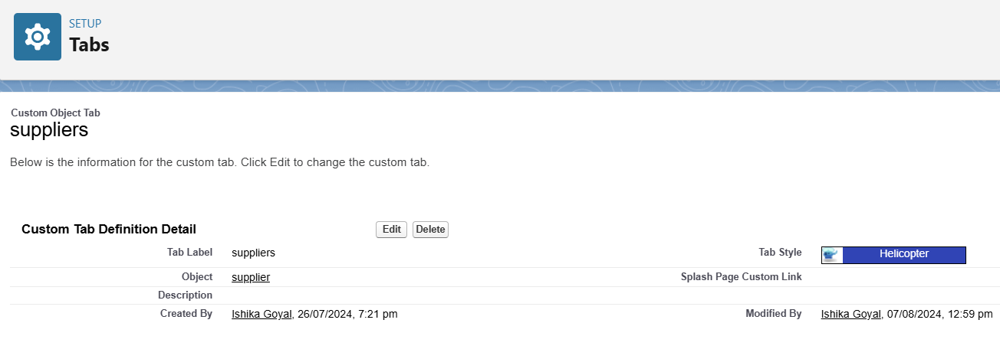 SETUP
Tabs
Custom Object Tab
suppliers
Below is the information for the custom tab. Click Edit to change the custom tab.
Custom Tab Definition Detail Edit Delete
Tab Label suppliers Tab Style Helicopter
Object supplier Splash Page Custom Link
Description
Created By Ishika Goyal, 26/07/2024, 7:21 pm Modified By Ishika Goyal, 07/08/2024, 12:59 pm